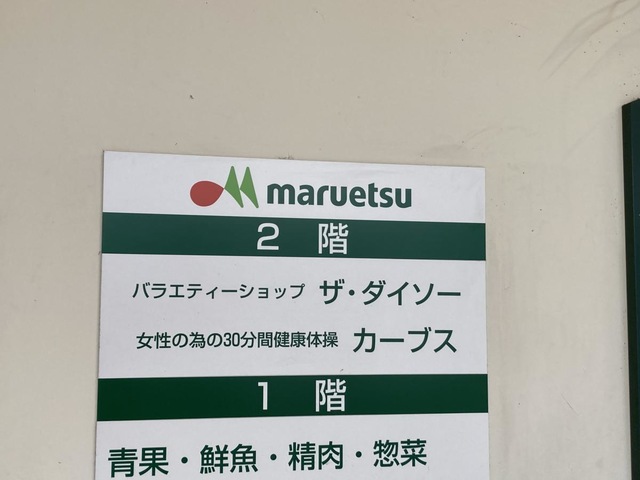 maruetsu
2 階
バラエティーショップ ザ・ダイソー
女性の為の30分間健康体操 カーブス
1 階
青果・鮮魚・精肉・惣菜